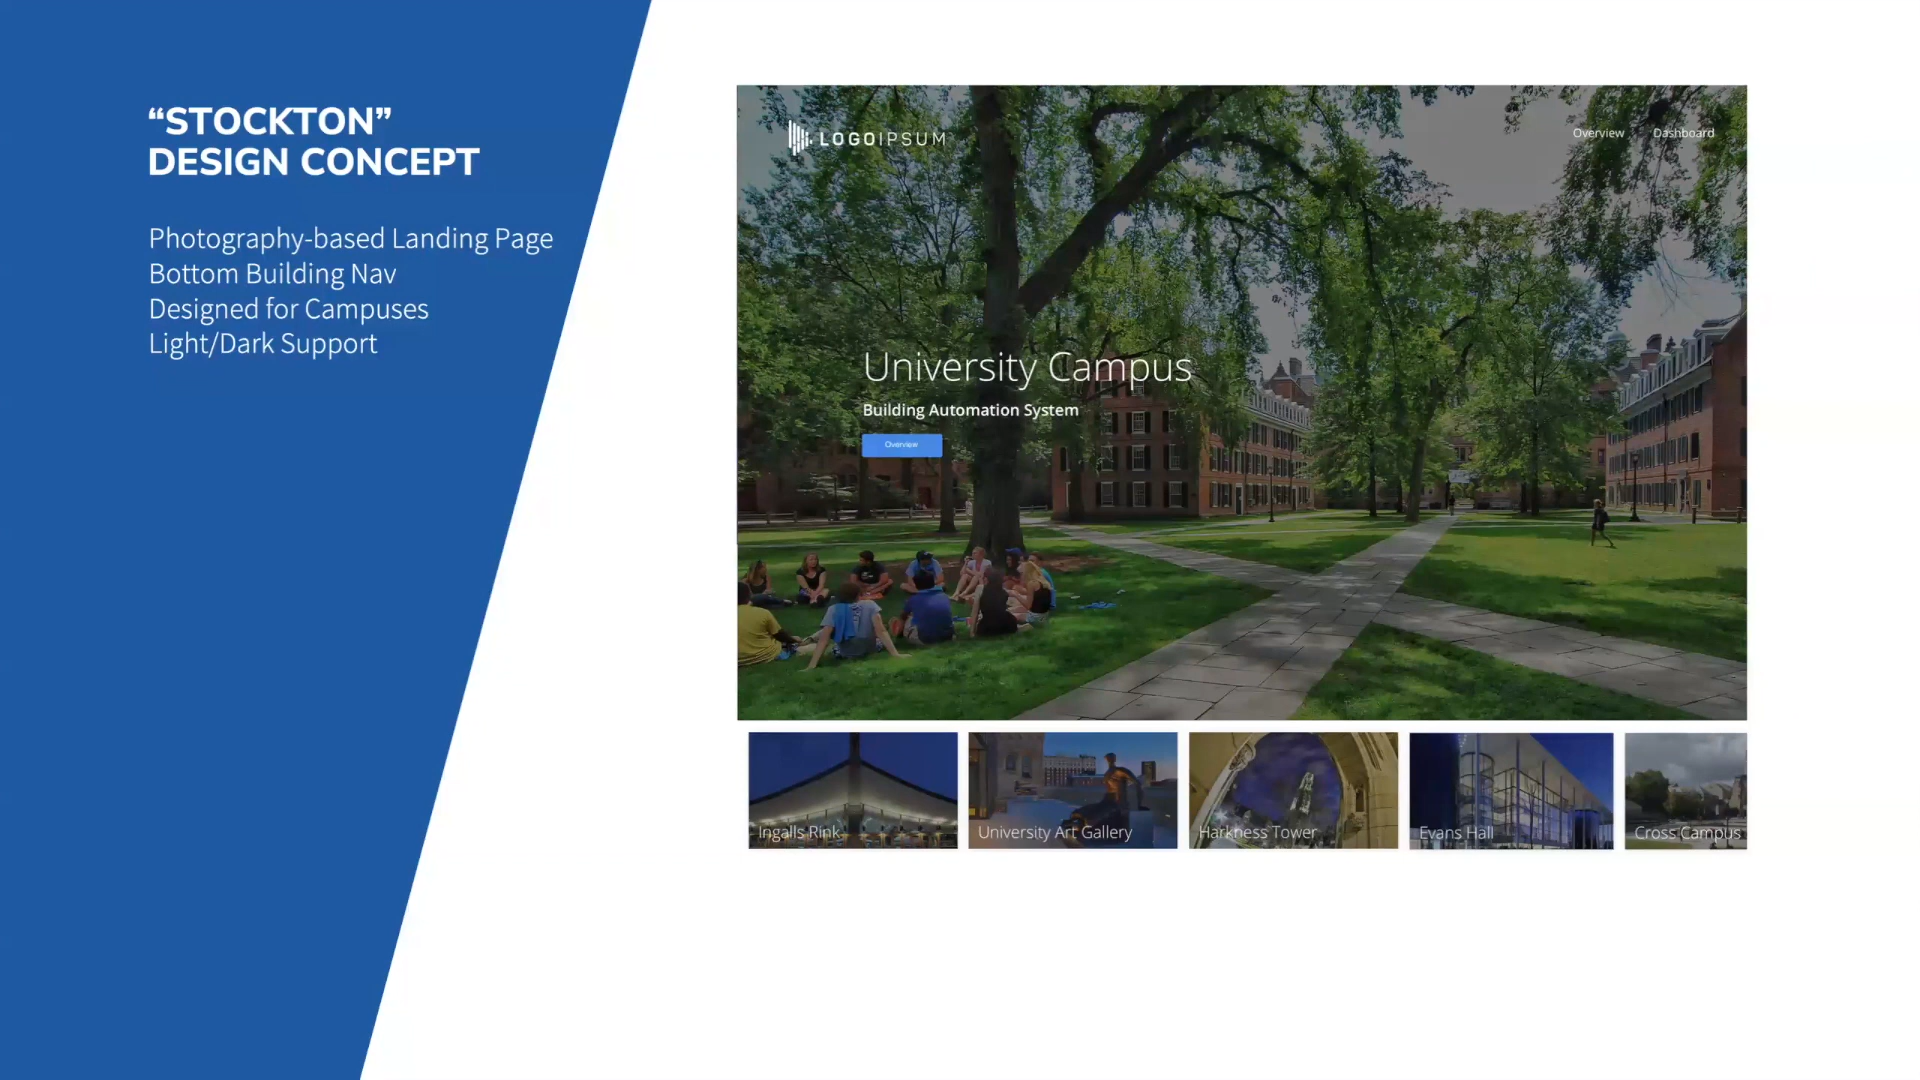 “STOCKTON”
DESIGN CONCEPT
Photography-based Landing Page
Bottom Building Nav
Designed for Campuses
Light/Dark Support
LOGOIPSUM
Overview
Dashboard
University Campus
Building Automation System
Overview
Ingalls Rink
University Art Gallery
Harkness Tower
Evans Hall
Cross Campus